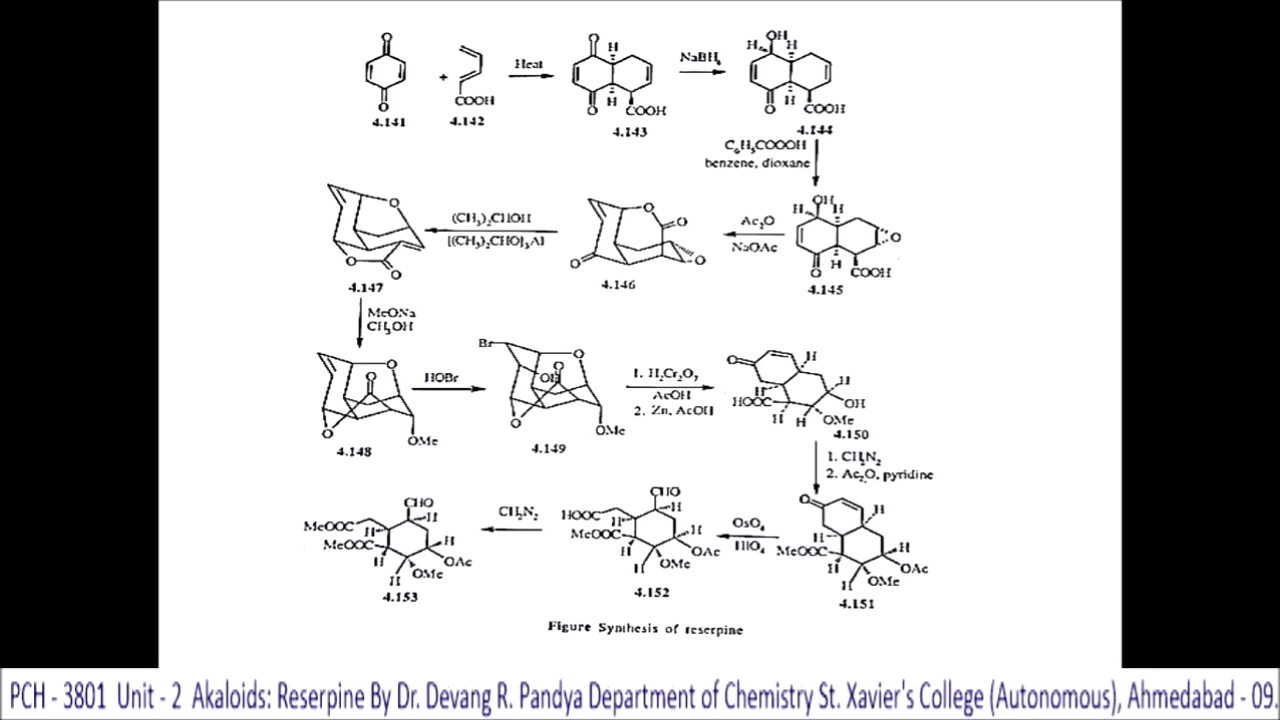 O
O
4.141
+
COOH
4.142
Heat
O
H
O
H
COOH
4.143
NaBH4
OH
H
H
O
H
COOH
4.144
C6H5COOOH
benzene, dioxane
OH
H
H
O
O
H
COOH
4.145
Ac2O
NaOAc
O
O
O
O
4.146
(CH3)2CHOH
[(CH3)2CHO]3Al
O
O
O
4.147
MeONa
CH3OH
O
O
O
OMe
4.148
HOBr
Br
O
O
OH
O
OMe
4.149
1. H2Cr2O7
AcOH
2. Zn, AcOH
O
H
H
H
HOOC
OH
OMe
H
H
4.150
1. CH2N2
2. Ac2O, pyridine
O
H
H
H
MeOOC
OAc
OMe
H
H
4.151
OsO4
HIO4
CHO
H
HOOC
H
H
MeOOC
OAc
OMe
H
H
4.152
CH2N2
CHO
H
MeOOC
H
H
MeOOC
OAc
OMe
H
H
4.153
Figure Synthesis of reserpine
PCH - 3801 Unit - 2 Akaloids: Reserpine By Dr. Devang R. Pandya Department of Chemistry St. Xavier's College (Autonomous), Ahmedabad - 09.